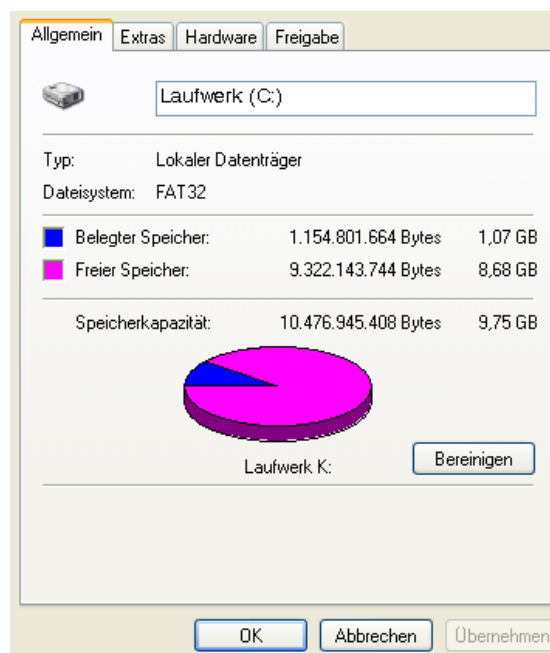 Allgemein Extras Hardware Freigabe
Laufwerk (C:)
Typ: Lokaler Datenträger
Dateisystem: FAT32
Belegter Speicher: 1.154.801.664 Bytes 1,07 GB
Freier Speicher: 9.322.143.744 Bytes 8,68 GB
Speicherkapazität: 10.476.945.408 Bytes 9,75 GB
Laufwerk K: Bereinigen
OK Abbrechen Übernehmen